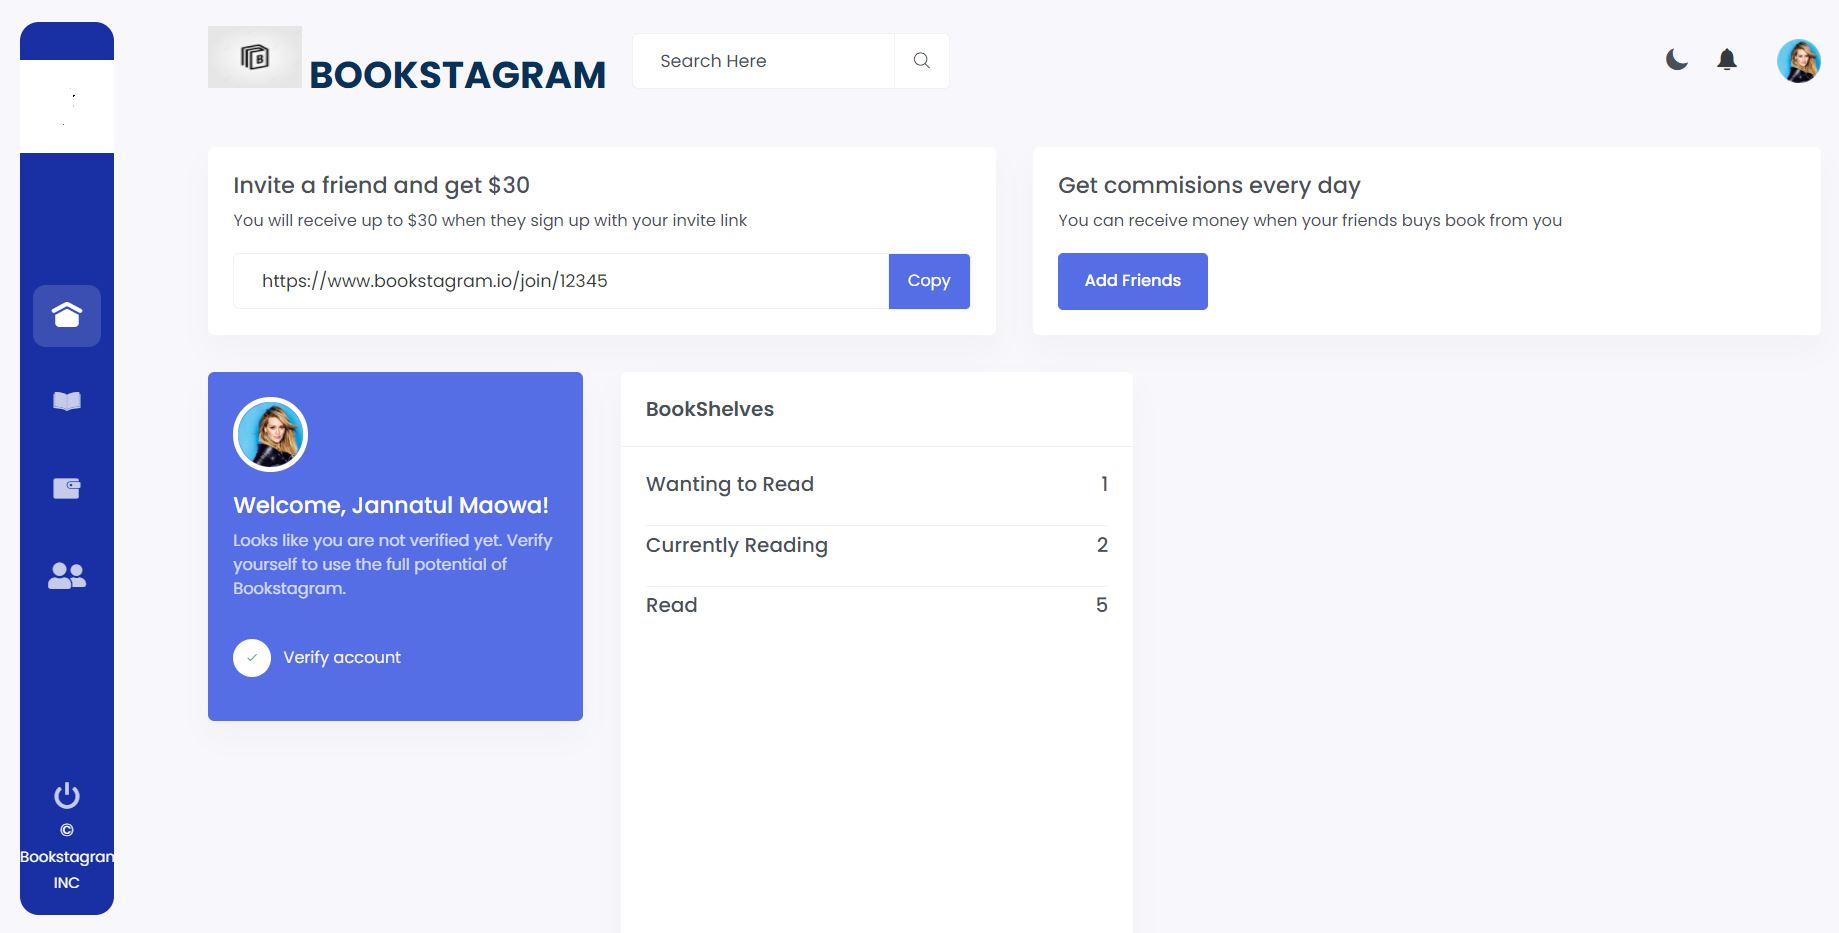 B
BOOKSTAGRAM
Search Here
Invite a friend and get $30
You will receive up to $30 when they sign up with your invite link
https://www.bookstagram.io/join/12345
Copy
Get commisions every day
You can receive money when your friends buys book from you
Add Friends
Welcome, Jannatul Maowa!
Looks like you are not verified yet. Verify
yourself to use the full potential of
Bookstagram.
Verify account
BookShelves
Wanting to Read 1
Currently Reading 2
Read 5
©
Bookstagram
INC